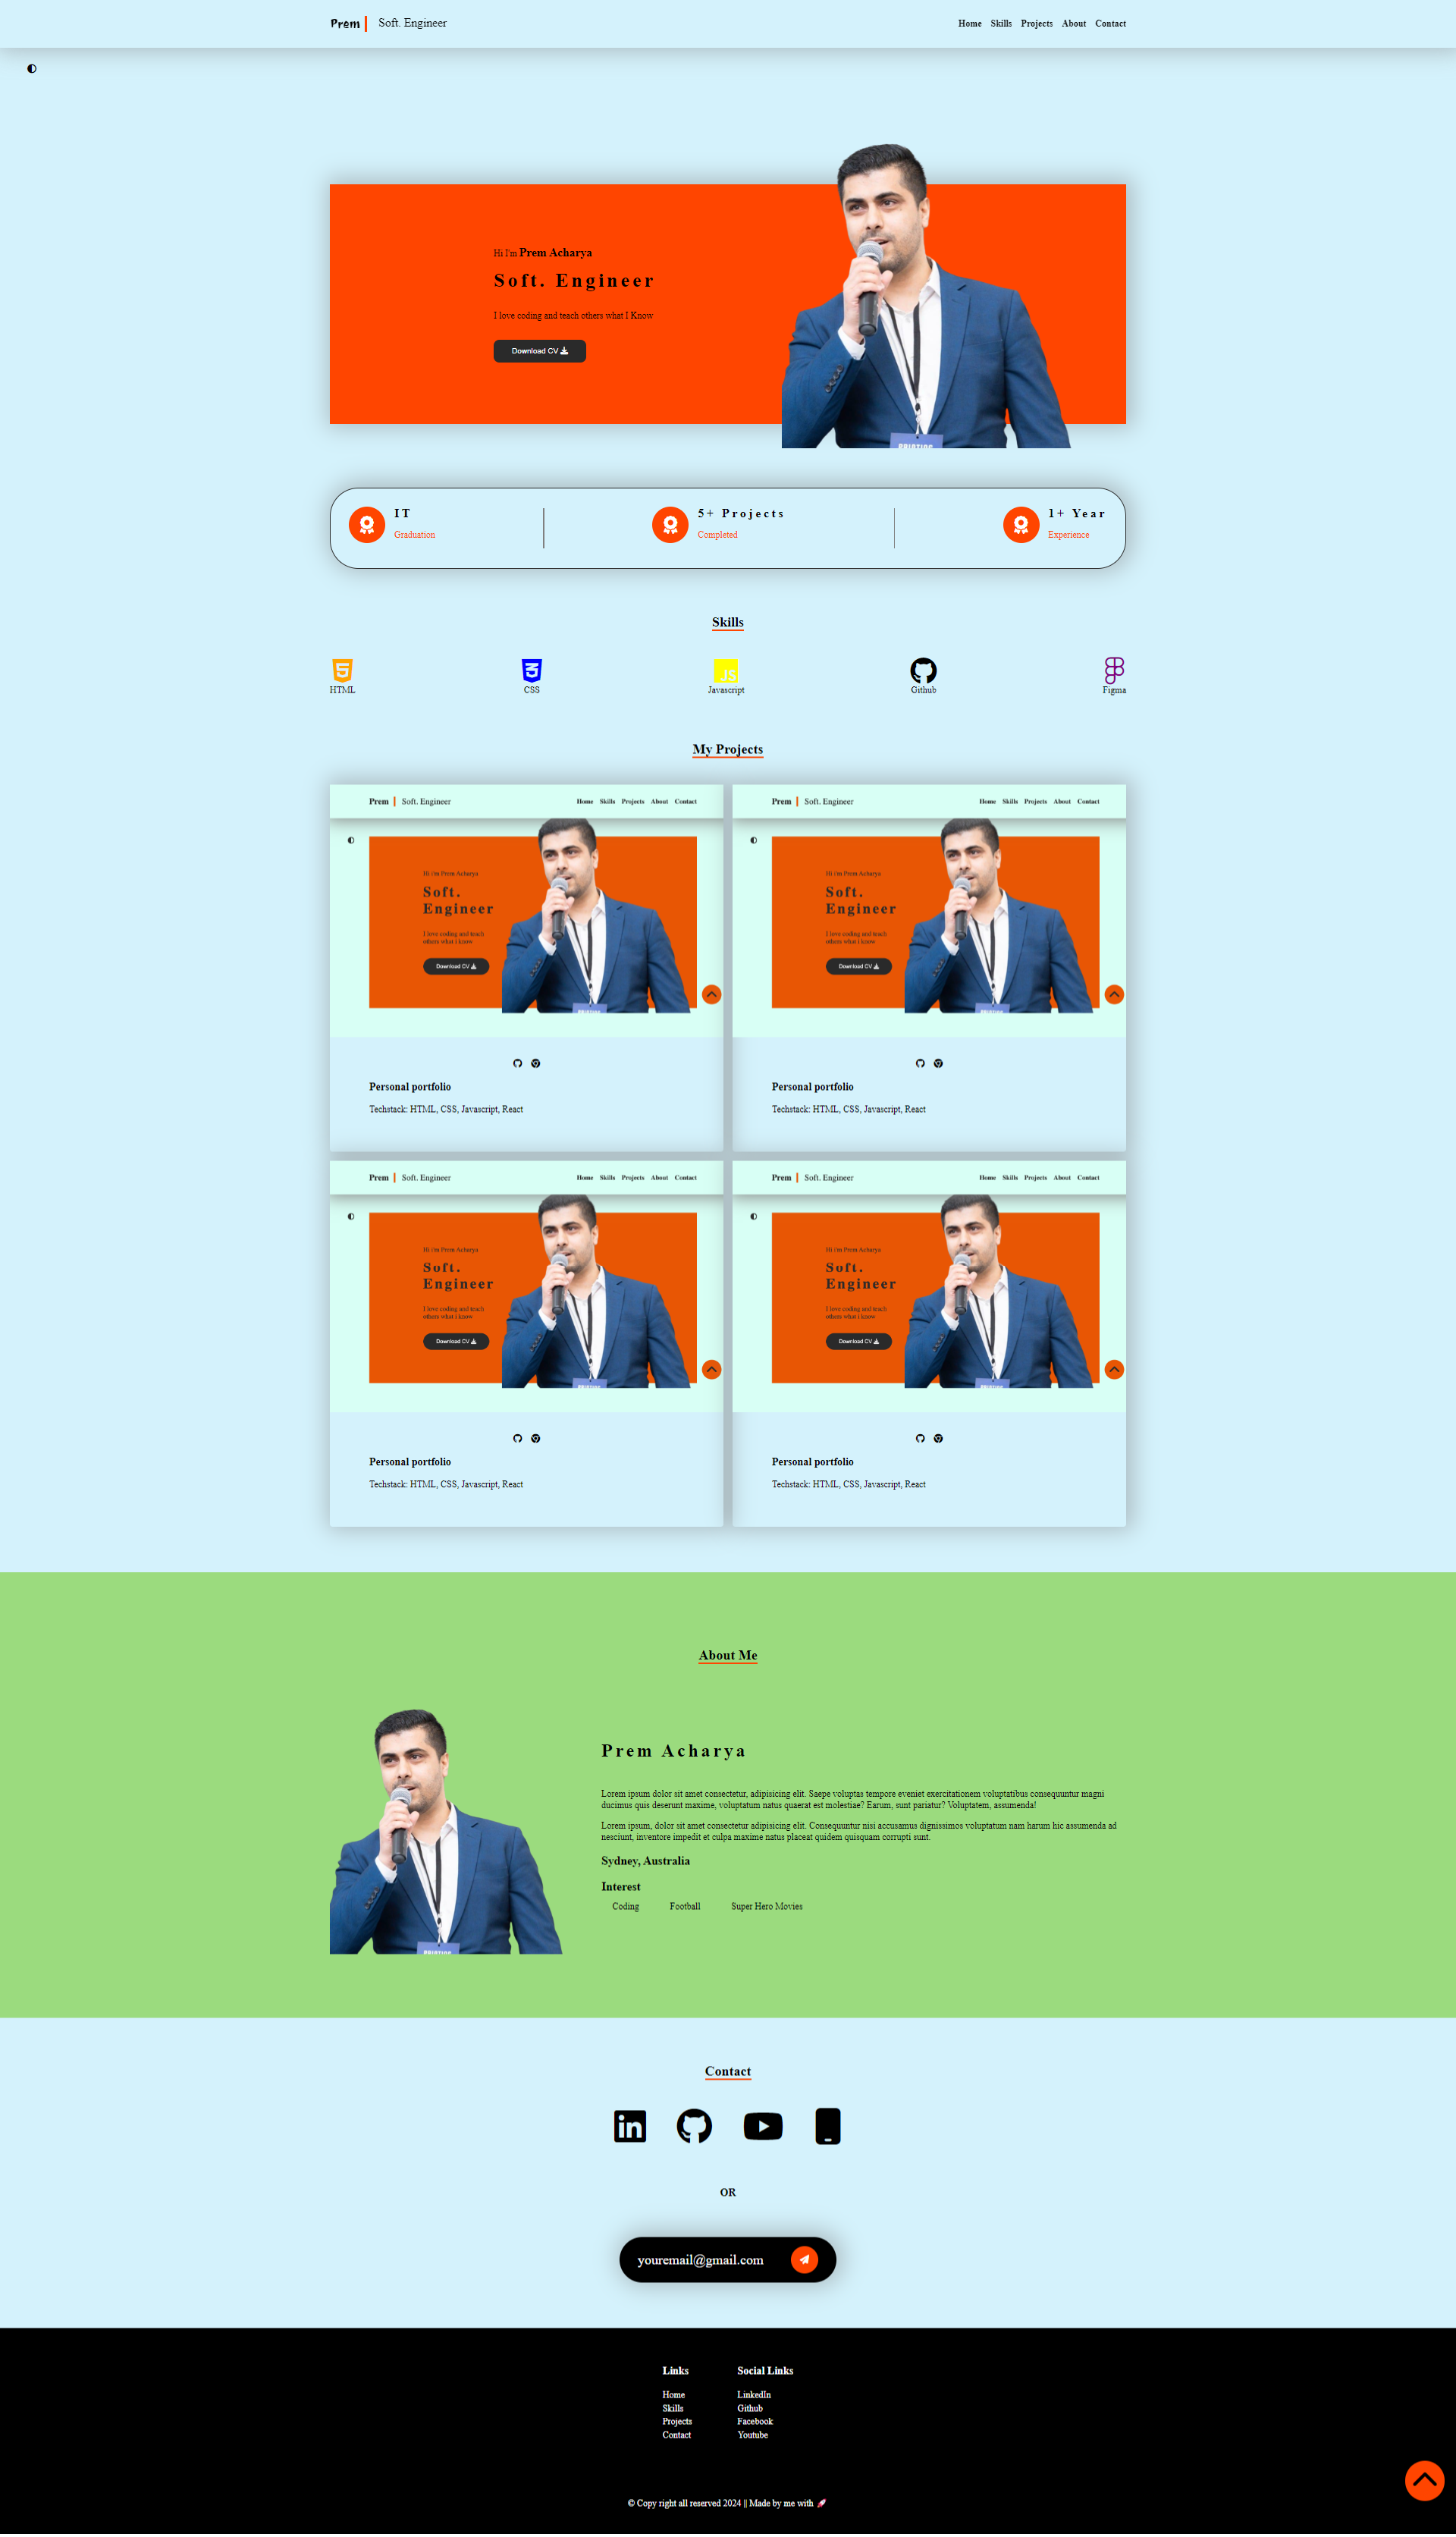 Prem
Soft. Engineer
Home Skills Projects About Contact
Hi I'm Prem Acharya
Soft. Engineer
I love coding and teach others what I Know
Download CV
PRISTINE
IT
Graduation
5+ Projects
Completed
1+ Year
Experience
Skills
HTML
CSS
JS
Javascript
Github
Figma
My Projects
Prem Soft. Engineer
Home Skills Projects About Contact
Hi i'm Prem Acharya
Soft.
Engineer
I love coding and teach
others what i know
Download CV
Personal portfolio
Techstack: HTML, CSS, Javascript, React
Prem Soft. Engineer
Home Skills Projects About Contact
Hi i'm Prem Acharya
Soft.
Engineer
I love coding and teach
others what i know
Download CV
Personal portfolio
Techstack: HTML, CSS, Javascript, React
Prem Soft. Engineer
Home Skills Projects About Contact
Hi i'm Prem Acharya
Soft.
Engineer
I love coding and teach
others what i know
Download CV
Personal portfolio
Techstack: HTML, CSS, Javascript, React
Prem Soft. Engineer
Home Skills Projects About Contact
Hi i'm Prem Acharya
Soft.
Engineer
I love coding and teach
others what i know
Download CV
Personal portfolio
Techstack: HTML, CSS, Javascript, React
About Me
Prem Acharya
Lorem ipsum dolor sit amet consectetur, adipisicing elit. Saepe voluptas tempore eveniet exercitationem voluptatibus consequuntur magni
ducimus quis deserunt maxime, voluptatum natus quaerat est molestiae? Earum, sunt pariatur? Voluptatem, assumenda!
Lorem ipsum, dolor sit amet consectetur adipisicing elit. Consequuntur nisi accusamus dignissimos voluptatum nam harum hic assumenda ad
nesciunt, inventore impedit et culpa maxime natus placeat quidem quisquam corrupti sunt.
Sydney, Australia
Interest
Coding Football Super Hero Movies
Contact
in
OR
youremail@gmail.com
Links
Home
Skills
Projects
Contact
Social Links
LinkedIn
Github
Facebook
Youtube
© Copy right all reserved 2024 || Made by me with 🚀